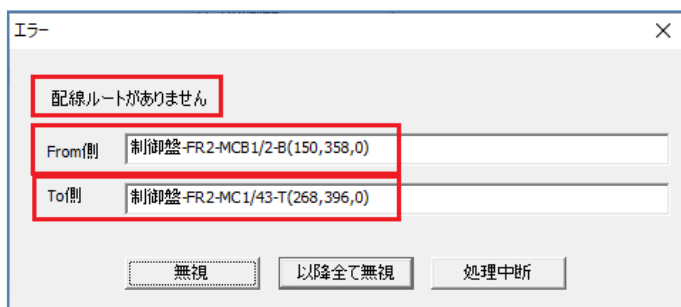 エラー
配線ルートがありません
From側 制御盤-FR2-MCB1/2-B(150,358,0)
To側 制御盤-FR2-MC1/43-T(268,396,0)
無視 以降全て無視 処理中断